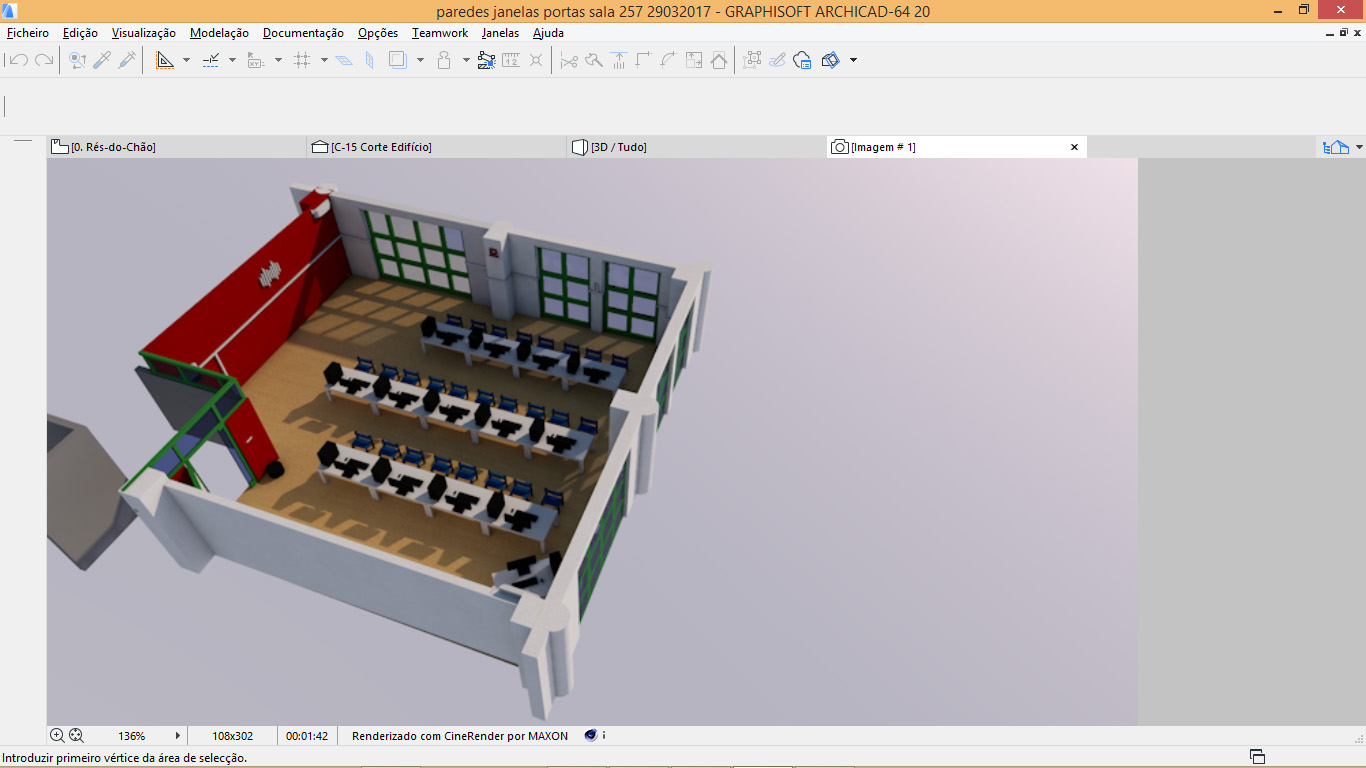 paredes janelas portas sala 257 29032017 - GRAPHISOFT ARCHICAD-64 20
Ficheiro Edição Visualização Modelação Documentação Opções Teamwork Janelas Ajuda
[0. Rés-do-Chão] [C-15 Corte Edifício] [3D / Tudo] [Imagem # 1]
136% 108x302 00:01:42 Renderizado com CineRender por MAXON i
Introduzir primeiro vértice da área de selecção.